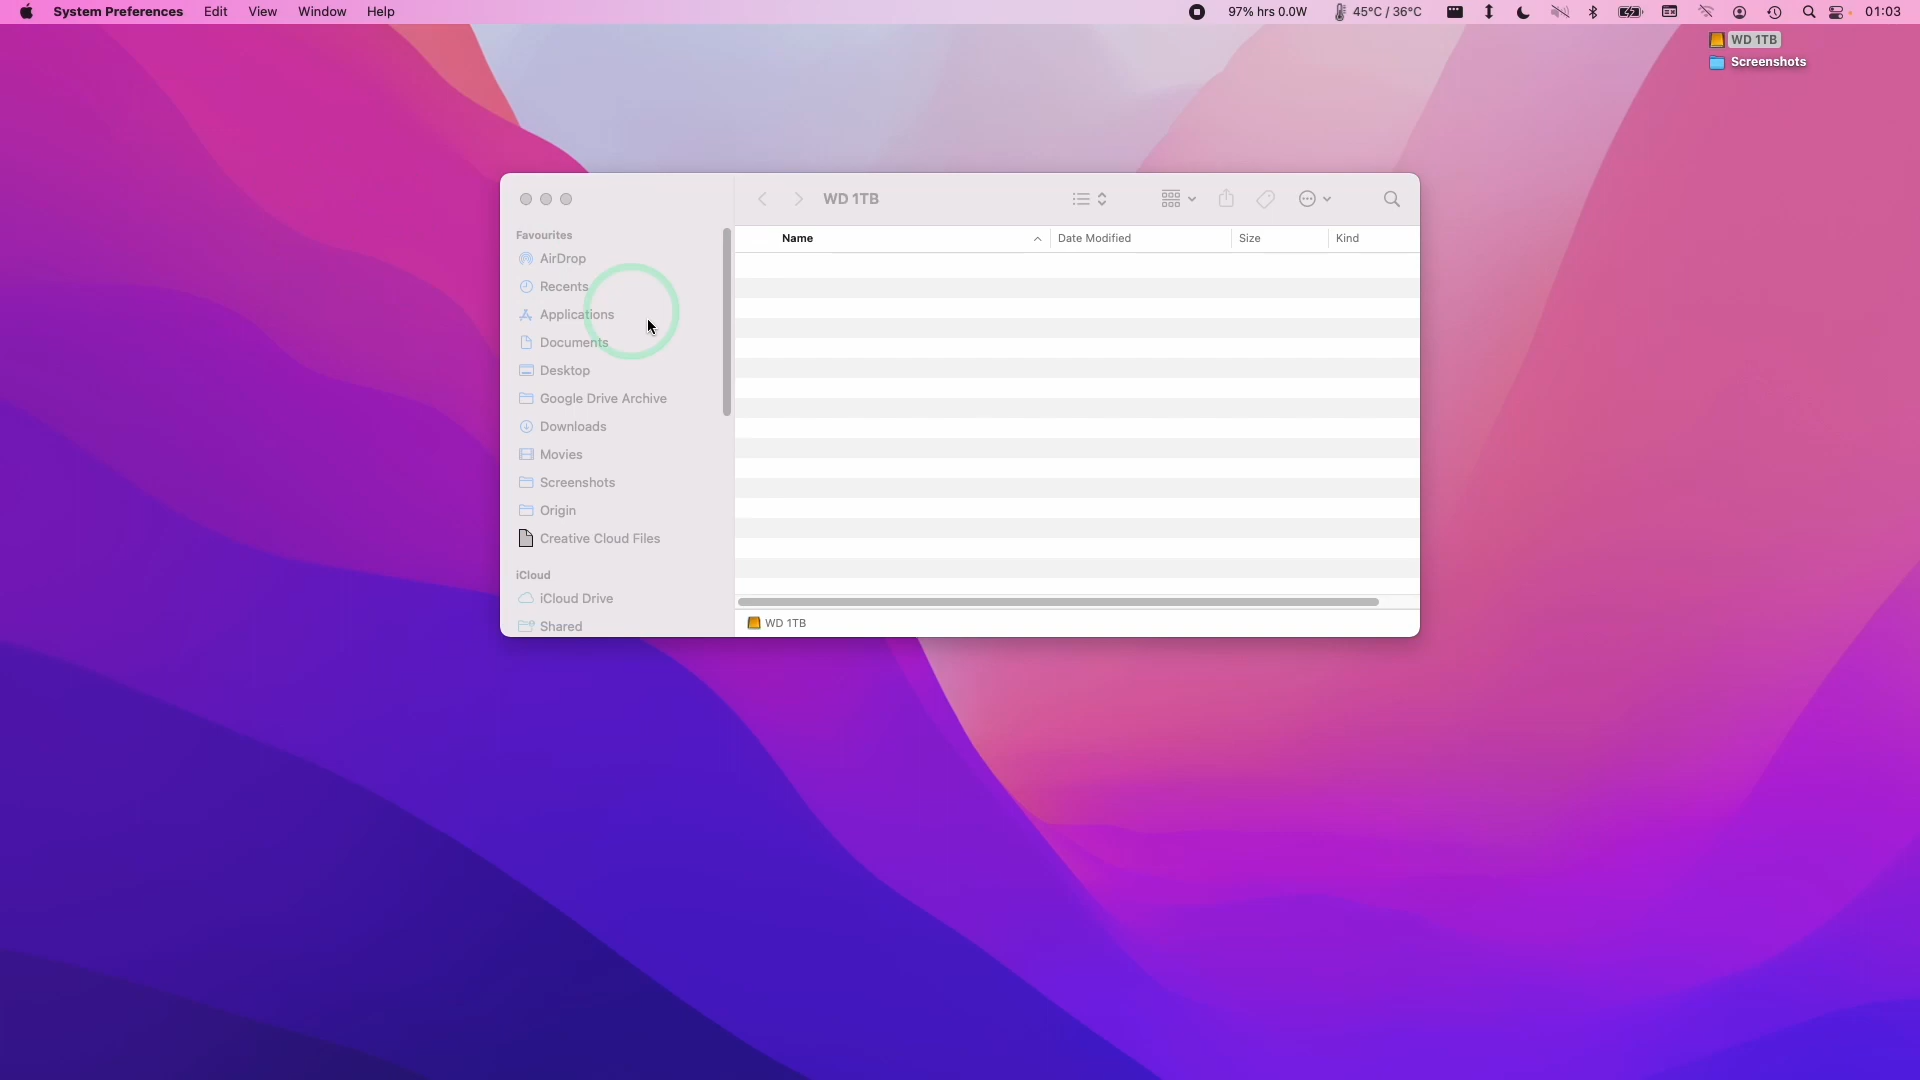 System Preferences Edit View Window Help 97% hrs 0.0W 45°C / 36°C 01:03
WD 1TB
Screenshots
WD 1TB
Favourites
AirDrop
Recents
Applications
Documents
Desktop
Google Drive Archive
Downloads
Movies
Screenshots
Origin
Creative Cloud Files
iCloud
iCloud Drive
Shared
Name Date Modified Size Kind
WD 1TB